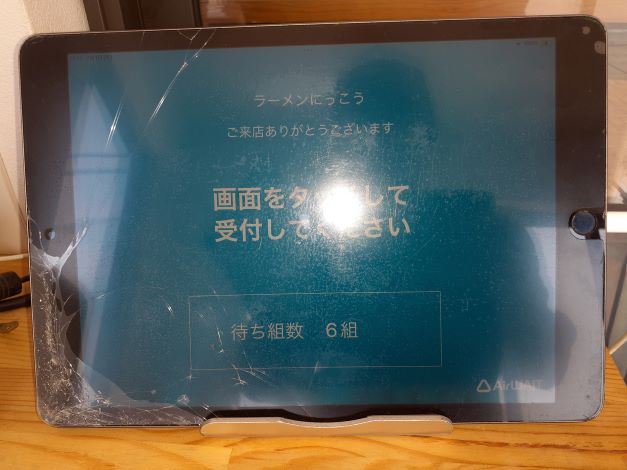 ラーメンにっこう
ご来店ありがとうございます
画面をタ して
受付してください
待ち組数 6組
AirWAIT